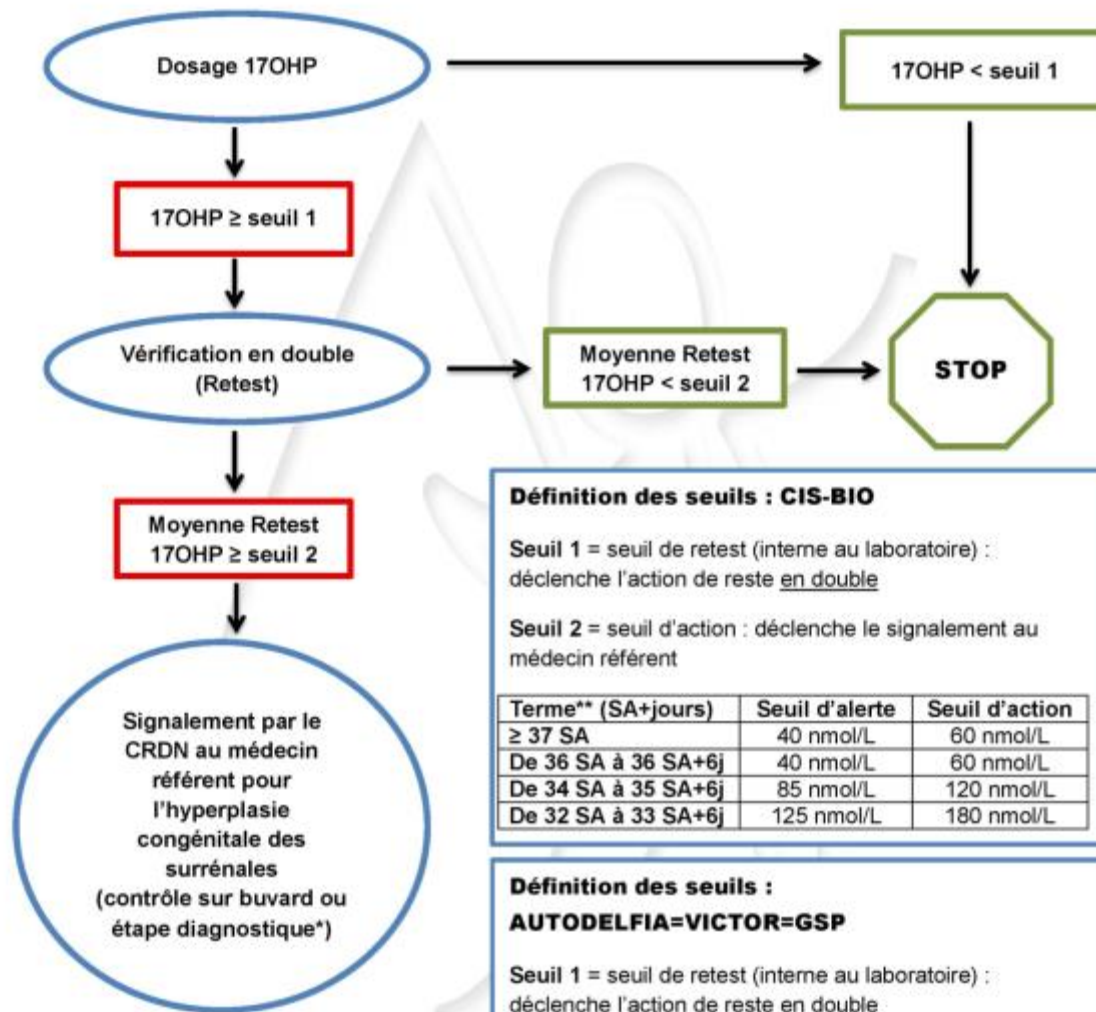 Dosage 17OHP
17OHP < seuil 1
17OHP ≥ seuil 1
Vérification en double
(Retest)
Moyenne Retest
17OHP < seuil 2
STOP
Moyenne Retest
17OHP ≥ seuil 2
Signalement par le
CRDN au médecin
référent pour
l'hyperplasie
congénitale des
surrénales
(contrôle sur buvard ou
étape diagnostique*)
Définition des seuils : CIS-BIO
Seuil 1 = seuil de retest (interne au laboratoire) :
déclenche l'action de reste en double
Seuil 2 = seuil d'action : déclenche le signalement au
médecin référent
Terme** (SA+jours) Seuil d'alerte Seuil d'action
≥ 37 SA 40 nmol/L 60 nmol/L
De 36 SA à 36 SA+6j 40 nmol/L 60 nmol/L
De 34 SA à 35 SA+6j 85 nmol/L 120 nmol/L
De 32 SA à 33 SA+6j 125 nmol/L 180 nmol/L
Définition des seuils :
AUTODELFIA=VICTOR=GSP
Seuil 1 = seuil de retest (interne au laboratoire) :
déclenche l'action de reste en double